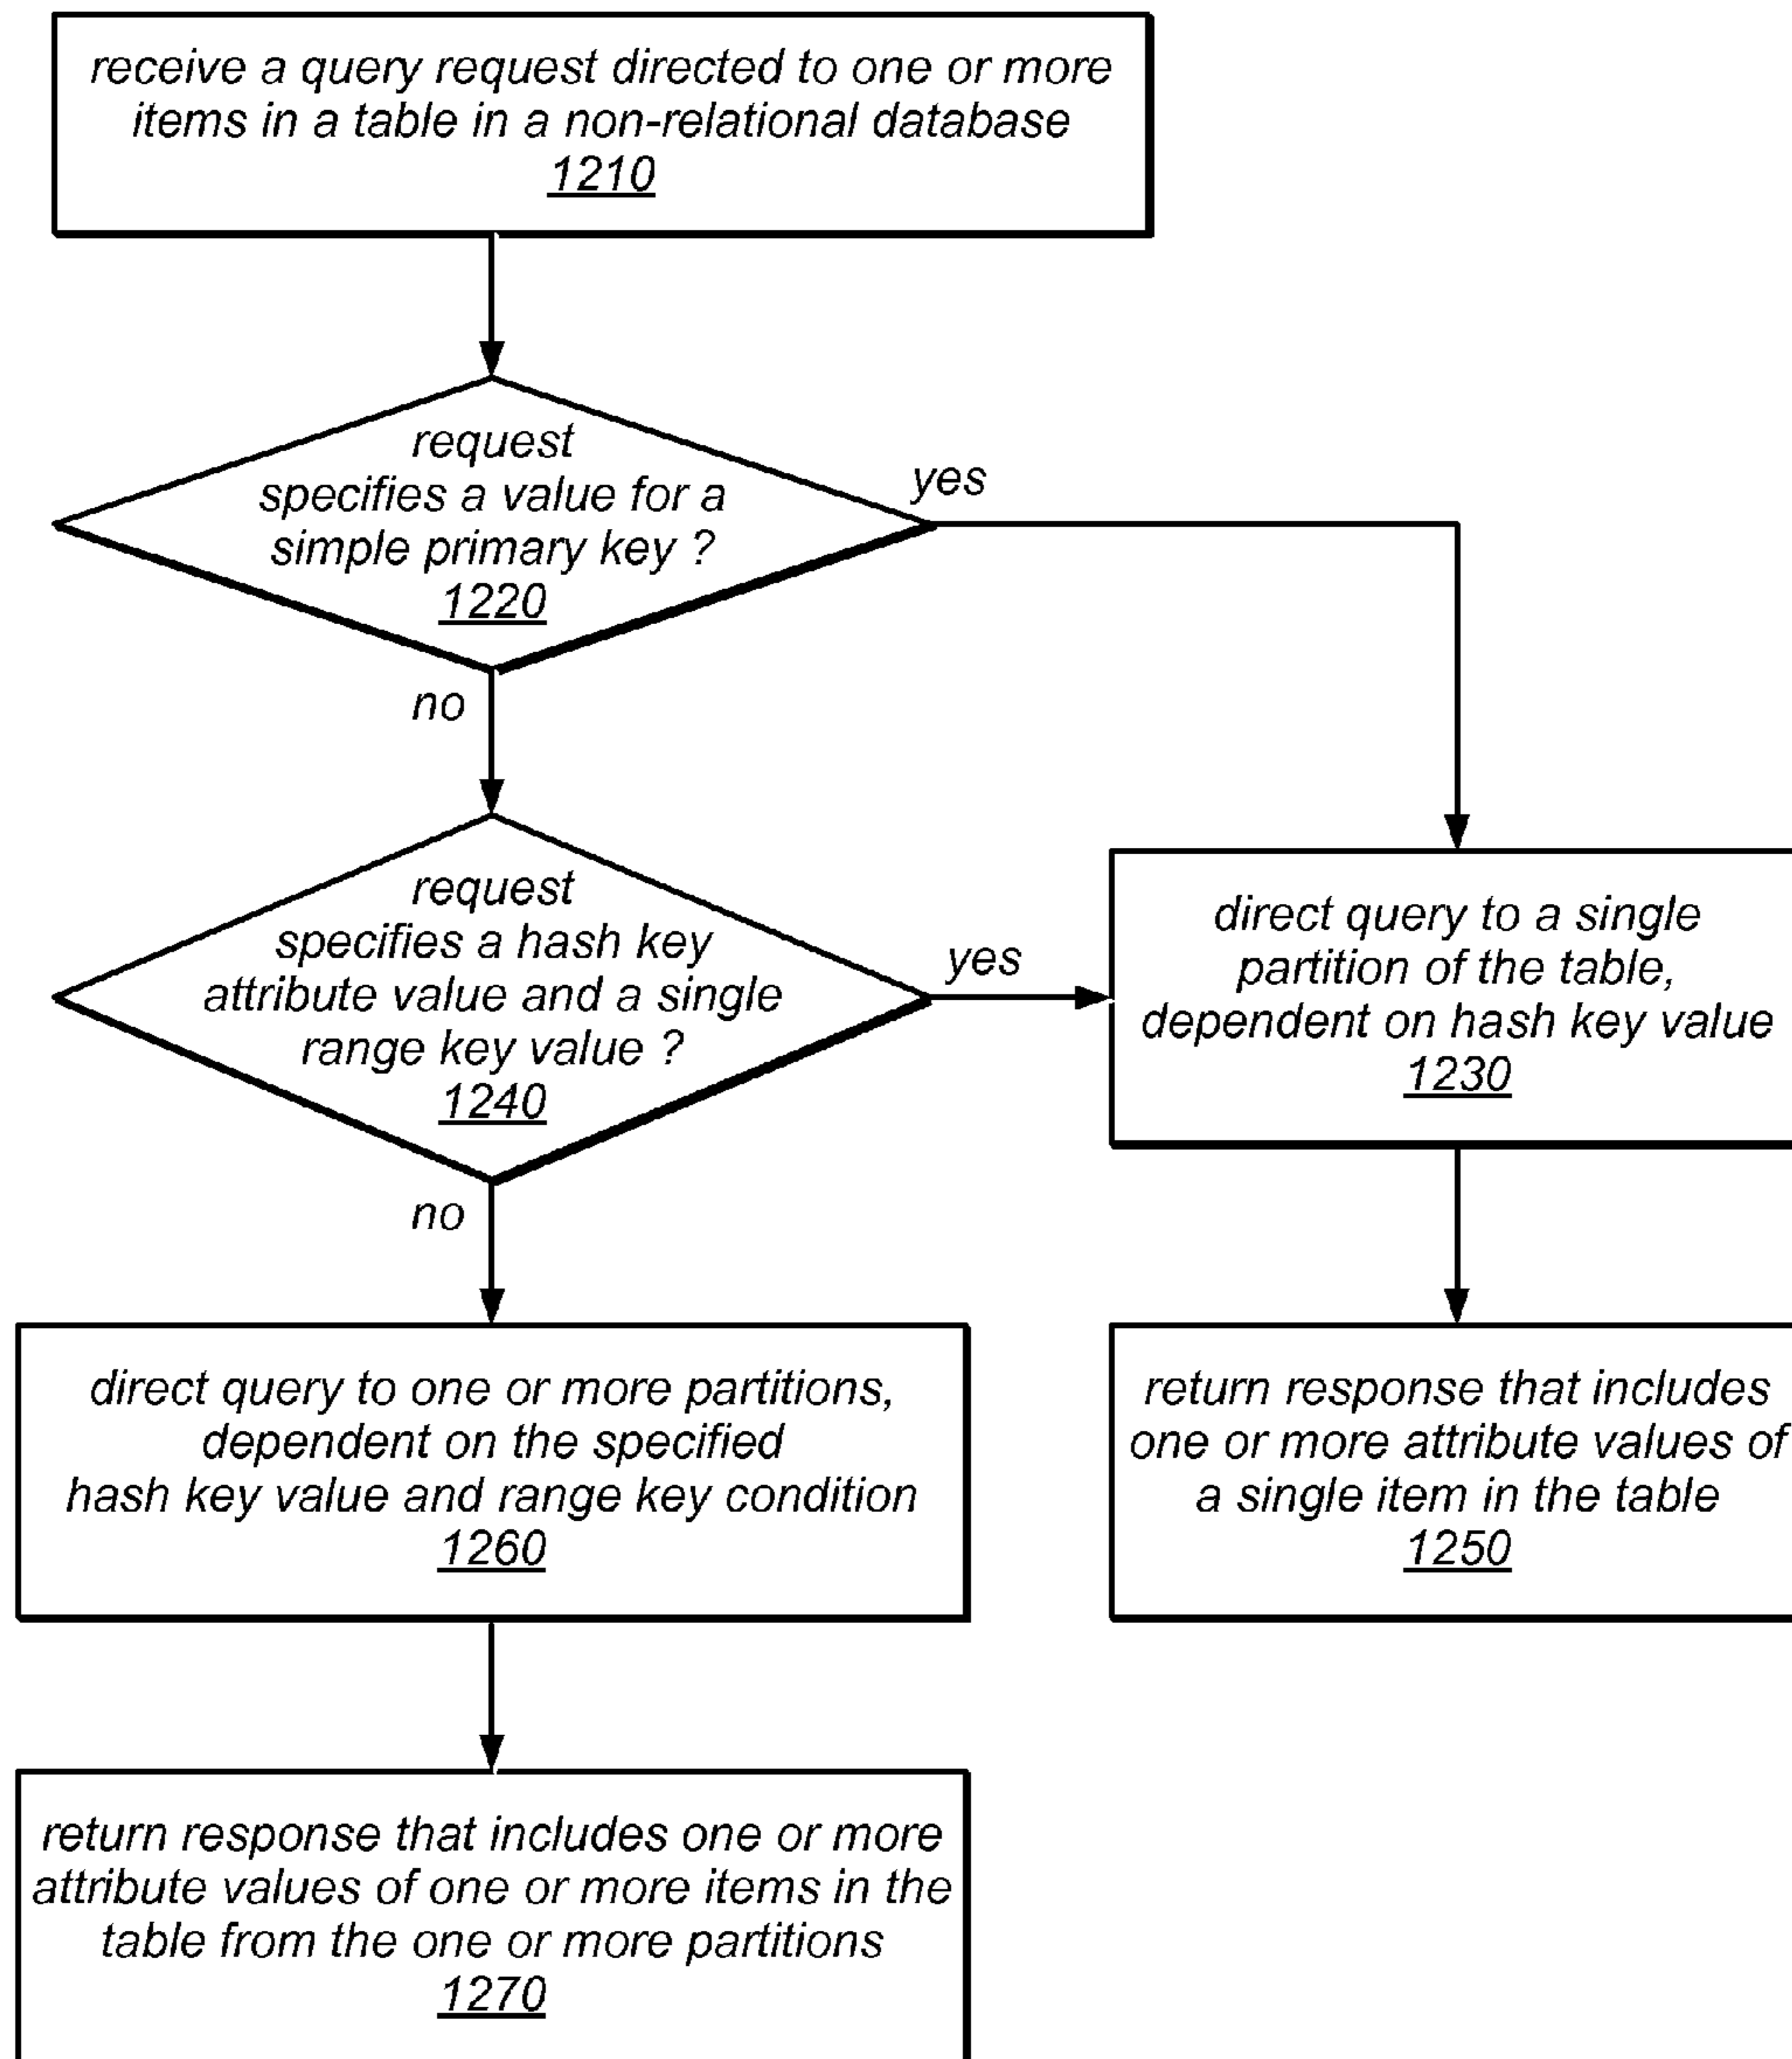 receive a query request directed to one or more
items in a table in a non-relational database
1210
request
specifies a value for a
simple primary key ?
1220
yes
no
request
specifies a hash key
attribute value and a single
range key value ?
1240
yes
no
direct query to a single
partition of the table,
dependent on hash key value
1230
direct query to one or more partitions,
dependent on the specified
hash key value and range key condition
1260
return response that includes
one or more attribute values of
a single item in the table
1250
return response that includes one or more
attribute values of one or more items in the
table from the one or more partitions
1270